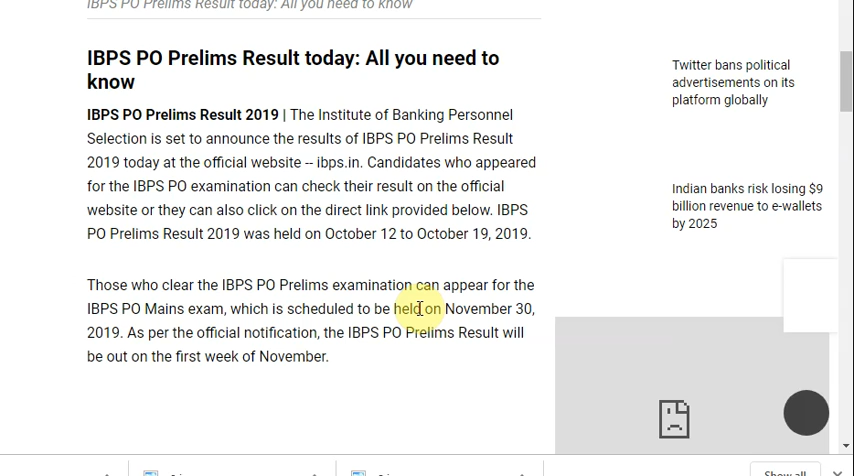 IBPS PO Prelims Result today: All you need to know
IBPS PO Prelims Result today: All you need to
know
IBPS PO Prelims Result 2019 | The Institute of Banking Personnel
Selection is set to announce the results of IBPS PO Prelims Result
2019 today at the official website -- ibps.in. Candidates who appeared
for the IBPS PO examination can check their result on the official
website or they can also click on the direct link provided below. IBPS
PO Prelims Result 2019 was held on October 12 to October 19, 2019.
Those who clear the IBPS PO Prelims examination can appear for the
IBPS PO Mains exam, which is scheduled to be held on November 30,
2019. As per the official notification, the IBPS PO Prelims Result will
be out on the first week of November.
Twitter bans political
advertisements on its
platform globally
Indian banks risk losing $9
billion revenue to e-wallets
by 2025
Show all